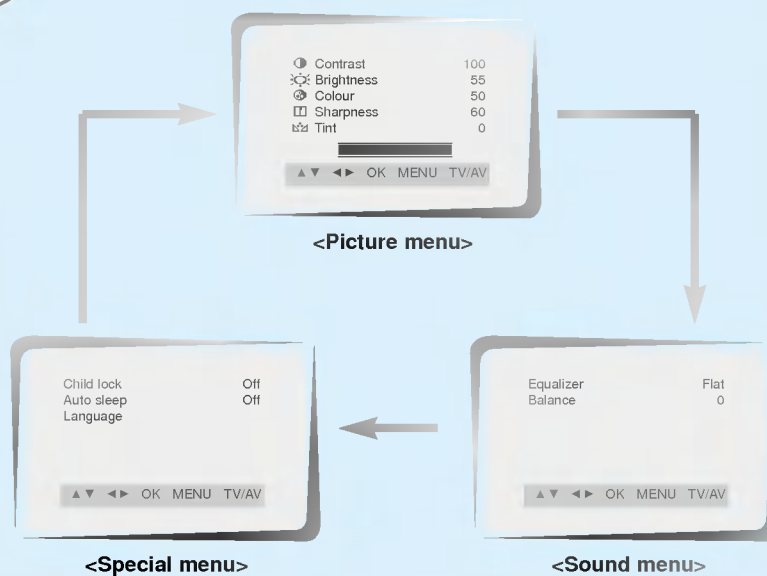 Contrast 100
Brightness 55
Colour 50
Sharpness 60
Tint 0
▲▼ ◄► OK MENU TV/AV
<Picture menu>
Child lock Off
Auto sleep Off
Language
▲▼ ◄► OK MENU TV/AV
<Special menu>
Equalizer Flat
Balance 0
▲▼ ◄► OK MENU TV/AV
<Sound menu>